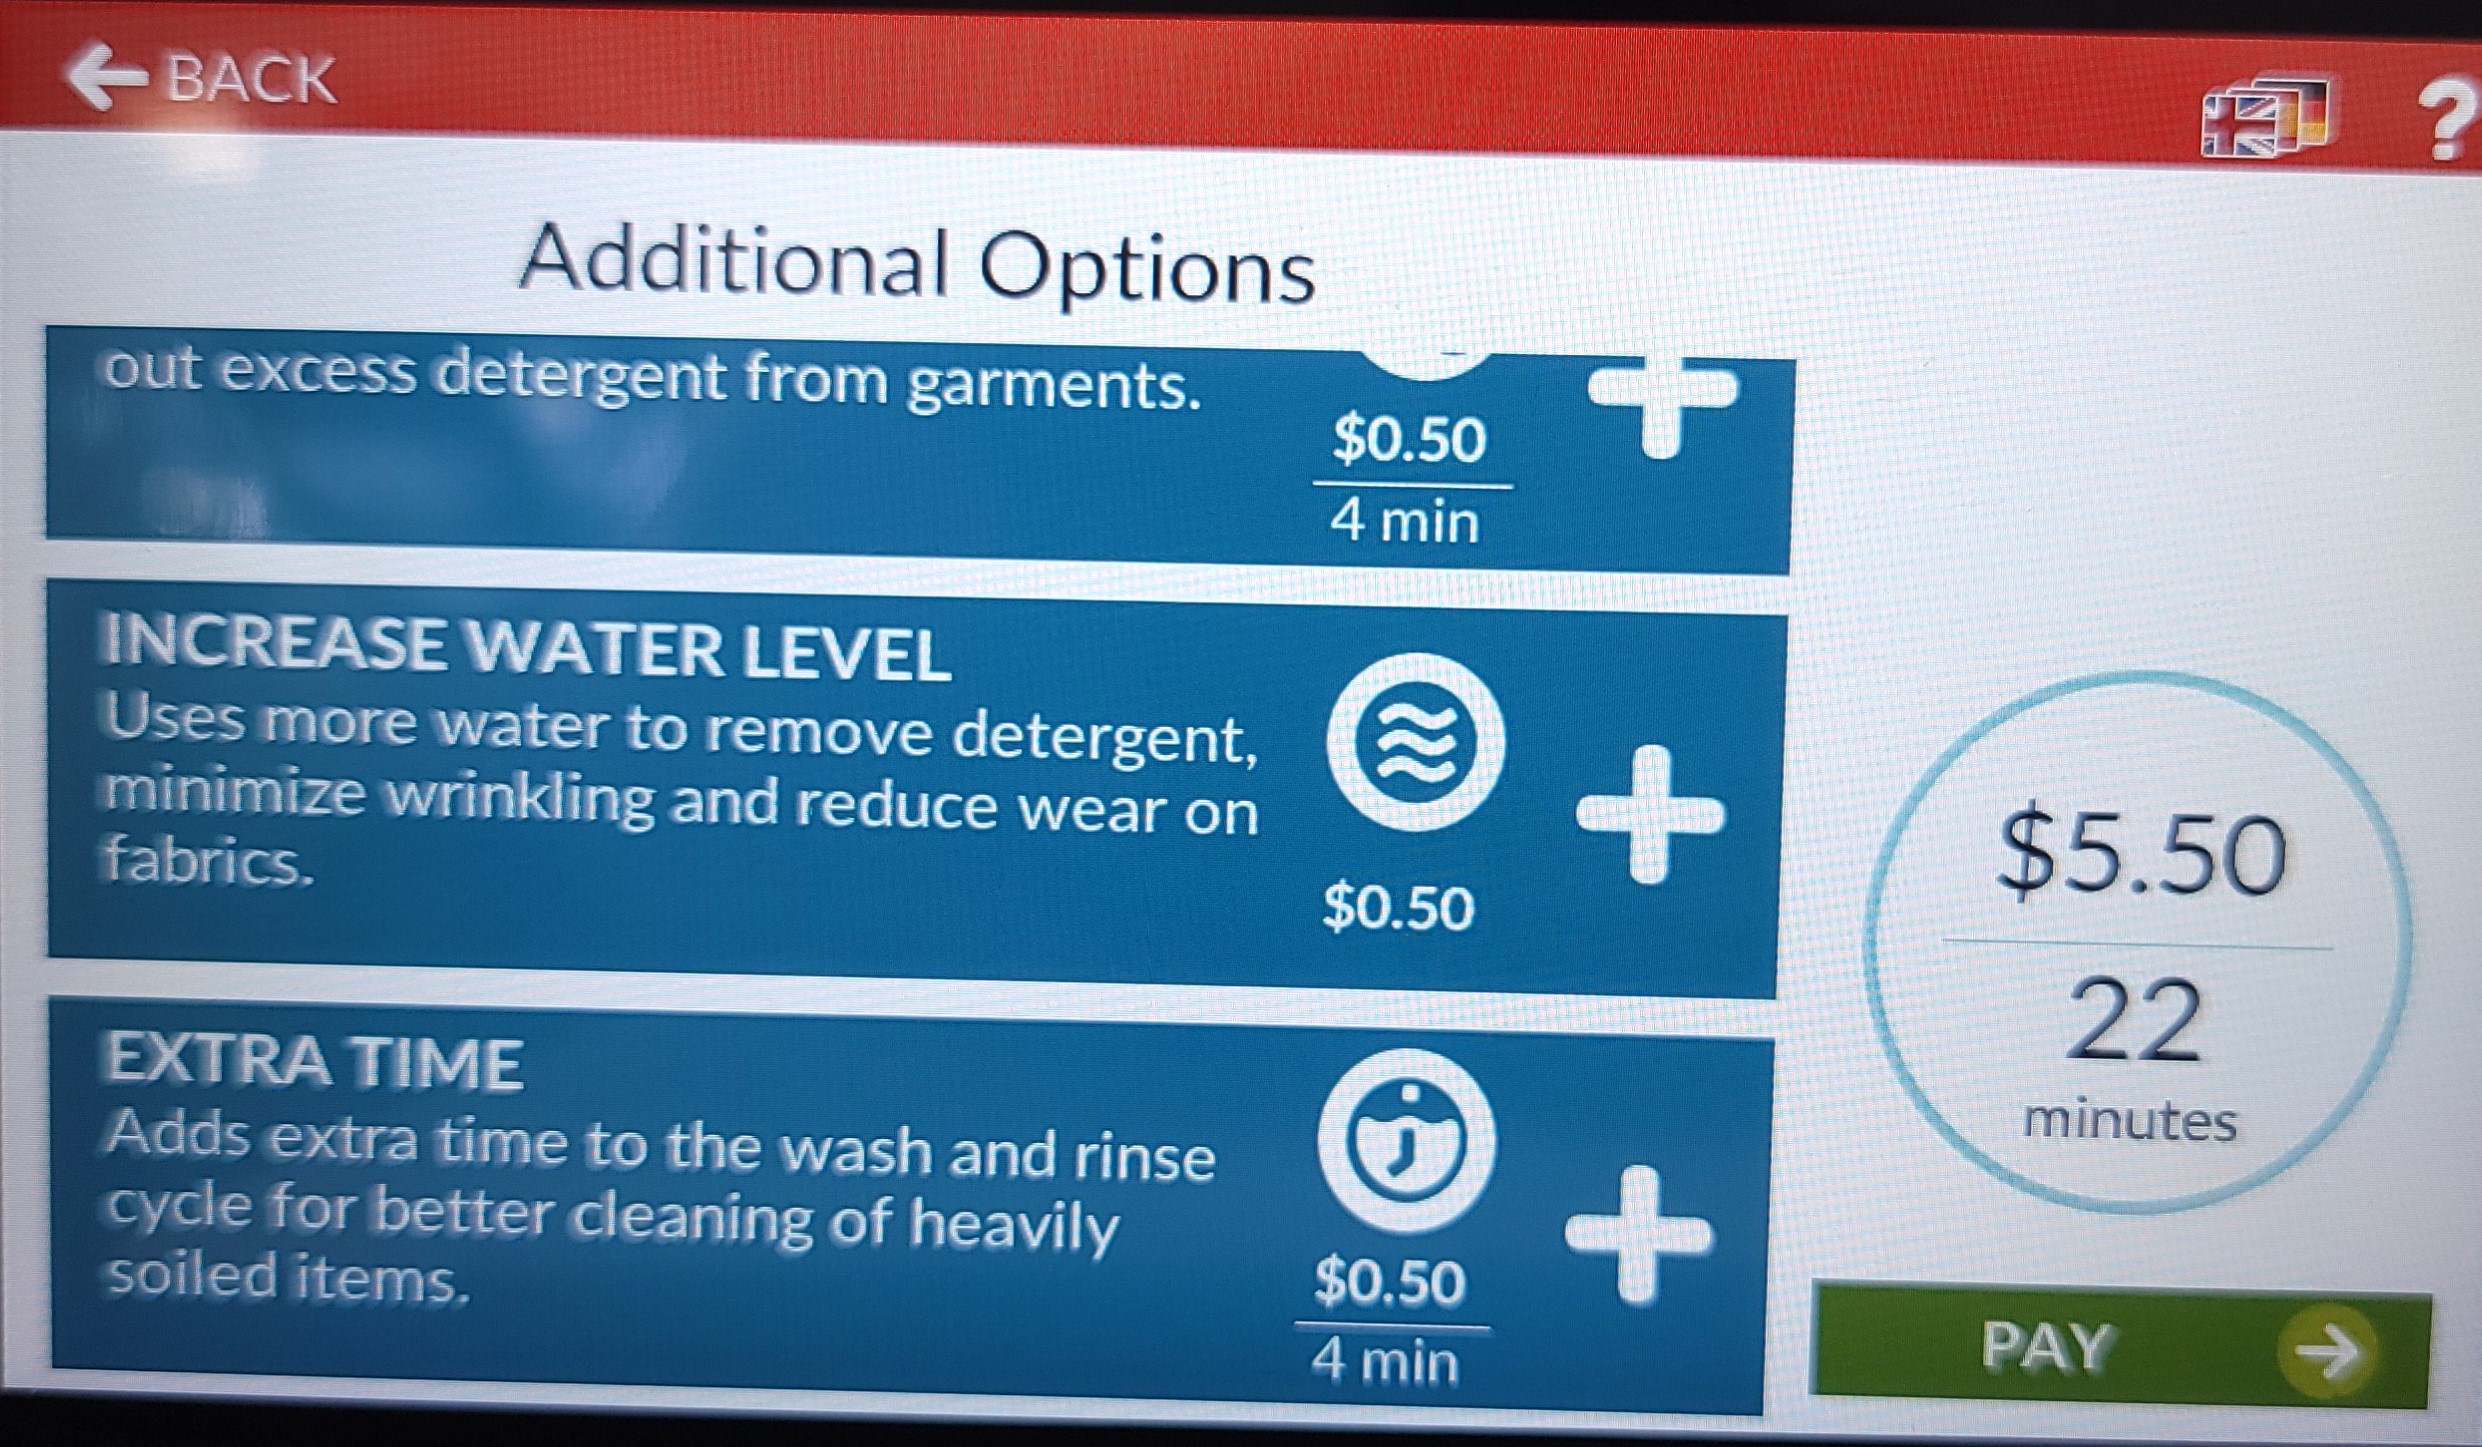 BACK
?
Additional Options
out excess detergent from garments.
$0.50
4 min
INCREASE WATER LEVEL
Uses more water to remove detergent,
minimize wrinkling and reduce wear on
fabrics.
$0.50
EXTRA TIME
Adds extra time to the wash and rinse
cycle for better cleaning of heavily
soiled items.
$0.50
4 min
$5.50
22
minutes
PAY